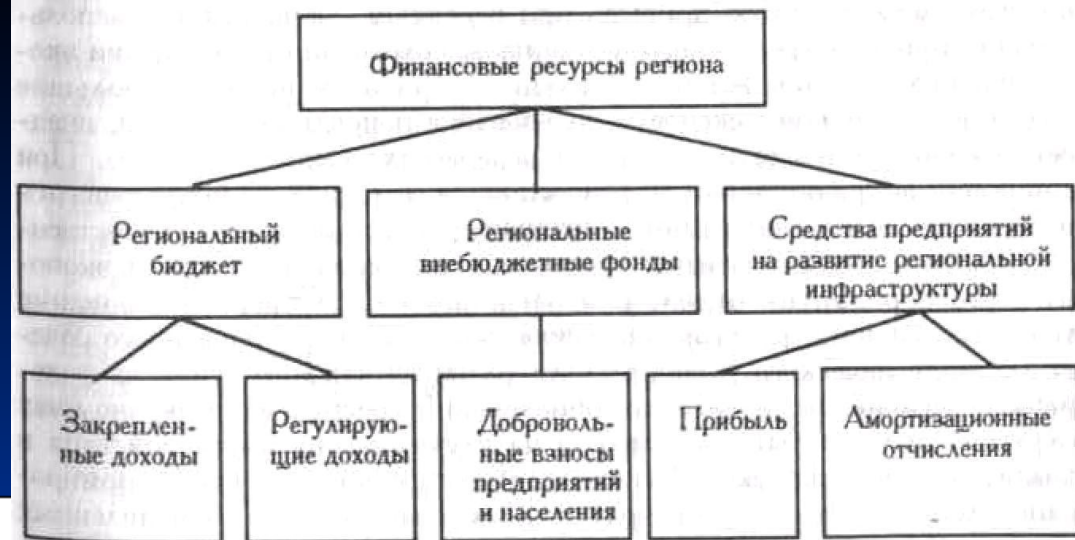 Финансовые ресурсы региона
Региональный
бюджет
Региональные
внебюджетные фонды
Средства предприятий
на развитие региональной
инфраструктуры
Закреплен-
ные доходы
Регулирую-
щие доходы
Доброволь-
ные взносы
предприятий
и населения
Прибыль
Амортизационные
отчисления